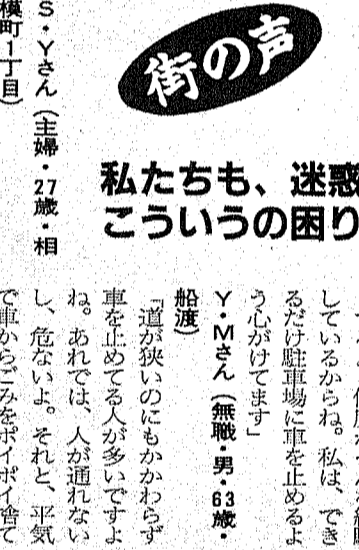 街の声
私たちも、迷惑
こういうの困り
しているからね。私は、でき
るだけ駐車場に車を止めるよ
う心がけてます」
Y・Mさん（無職・男・63歳・
船渡）
「道が狭いのにもかかわらず
車を止めてる人が多いですよ
ね。あれでは、人が通れない
し、危ないよ。それと、平気
で車からごみをポイポイ捨て
S・Yさん（主婦・27歳・相
模町1丁目）